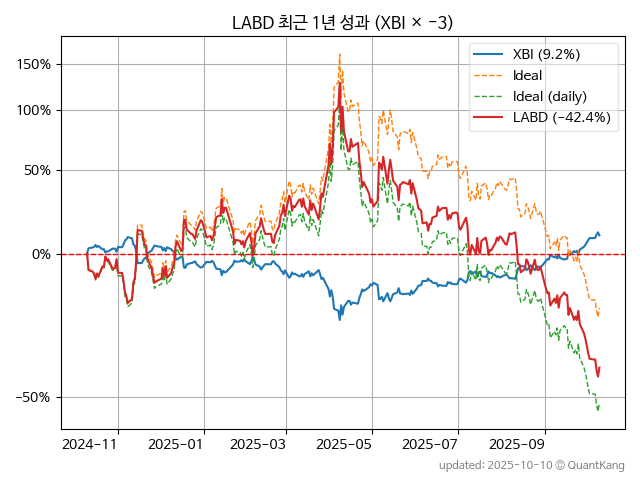 LABD 최근 1년 성과 (XBI × −3)
150%
100%
50%
0%
−50%
XBI (9.2%)
Ideal
Ideal (daily)
LABD (−42.4%)
2024−11
2025−01
2025−03
2025−05
2025−07
2025−09
updated: 2025-10-10 © QuantKang